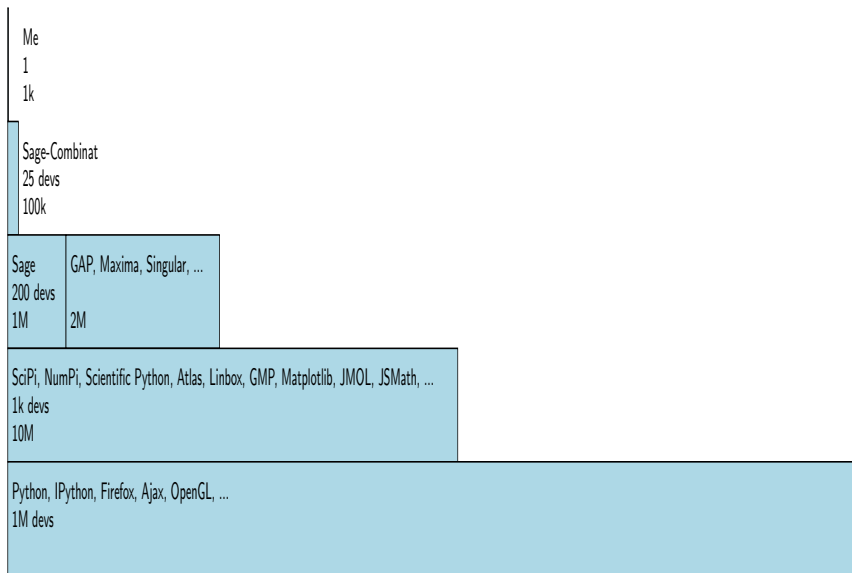 Me
1
1k
Sage-Combinat
25 devs
100k
Sage
200 devs
1M
GAP, Maxima, Singular, ...
2M
SciPi, NumPi, Scientific Python, Atlas, Linbox, GMP, Matplotlib, JMOL, JSMath, ...
1k devs
10M
Python, IPython, Firefox, Ajax, OpenGL, ...
1M devs